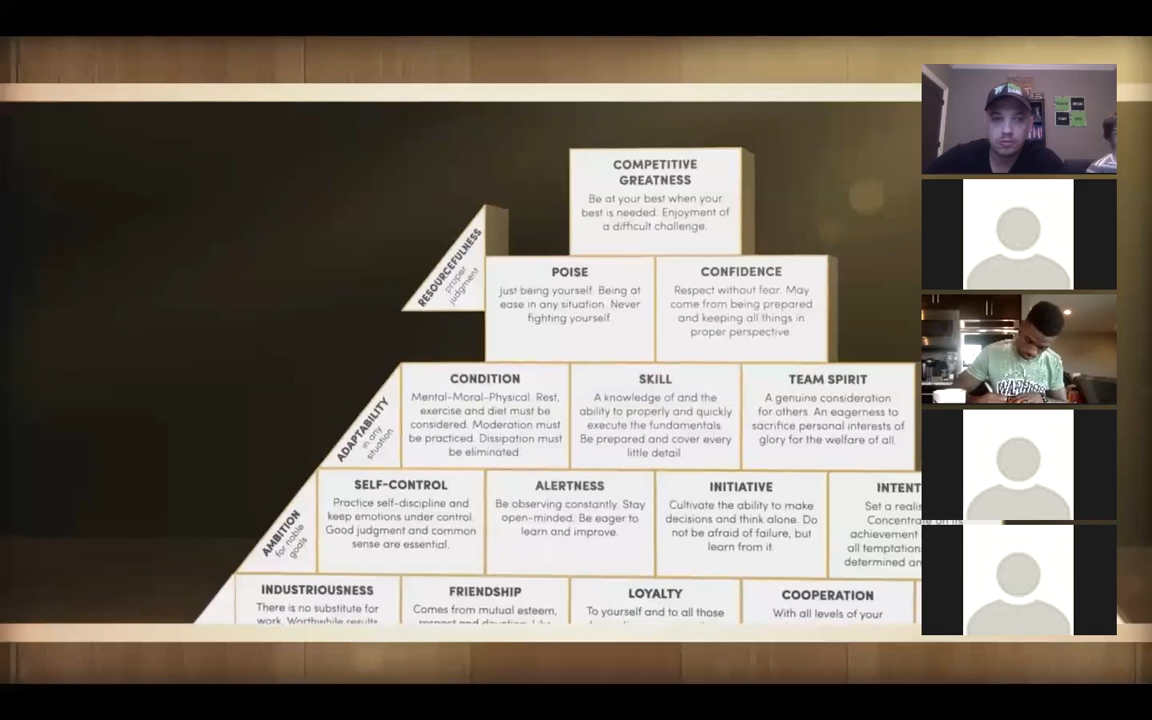 COMPETITIVE
GREATNESS
Be at your best when your
best is needed. Enjoyment of
a difficult challenge.
RESOURCEFULNESS
proper
judgment
POISE
Just being yourself. Being at
ease in any situation. Never
fighting yourself.
CONFIDENCE
Respect without fear. May
come from being prepared
and keeping all things in
proper perspective.
ADAPTABILITY
in any
situation
CONDITION
Mental-Moral-Physical. Rest,
exercise and diet must be
considered. Moderation must
be practiced. Dissipation must
be eliminated.
SKILL
A knowledge of and the
ability to properly and quickly
execute the fundamentals.
Be prepared and cover every
little detail.
TEAM SPIRIT
A genuine consideration
for others. An eagerness to
sacrifice personal interests of
glory for the welfare of all.
AMBITION
for noble
goals
SELF-CONTROL
Practice self-discipline and
keep emotions under control.
Good judgment and common
sense are essential.
ALERTNESS
Be observing constantly. Stay
open-minded. Be eager to
learn and improve.
INITIATIVE
Cultivate the ability to make
decisions and think alone. Do
not be afraid of failure, but
learn from it.
INTENT
Set a realis
Concentrate on
achievement
all temptation
determined an
INDUSTRIOUSNESS
There is no substitute for
work. Worthwhile results
FRIENDSHIP
Comes from mutual esteem,
respect and devotion. Like
LOYALTY
To yourself and to all those
COOPERATION
With all levels of your